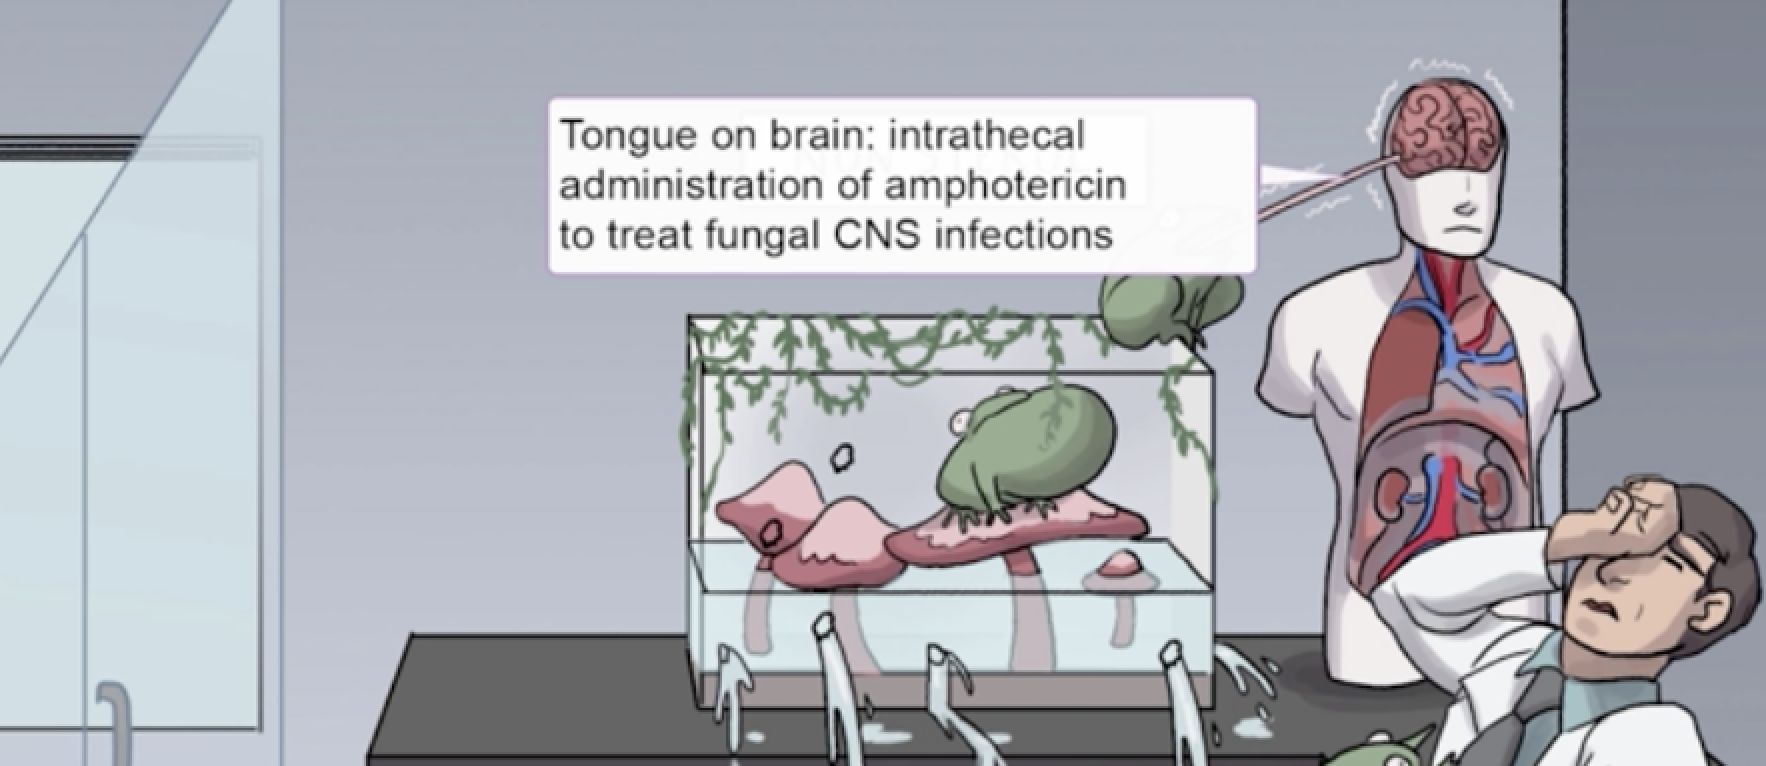 Tongue on brain: intrathecal
administration of amphotericin
to treat fungal CNS infections